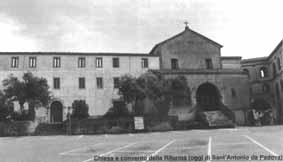 Chiesa e convento della Riforma (oggi di Sant'Antonio da Padova)